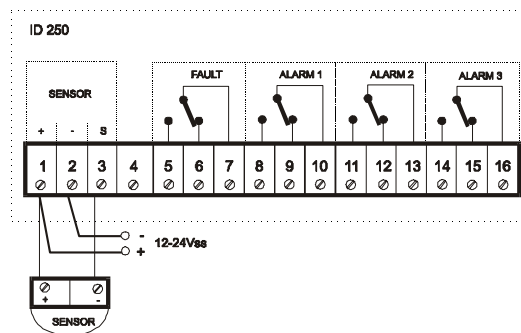 ID 250
FAULT ALARM 1 ALARM 2 ALARM 3
SENSOR
+ - S
1 2 3 4 5 6 7 8 9 10 11 12 13 14 15 16
-
12-24Vss
+
+ -
SENSOR